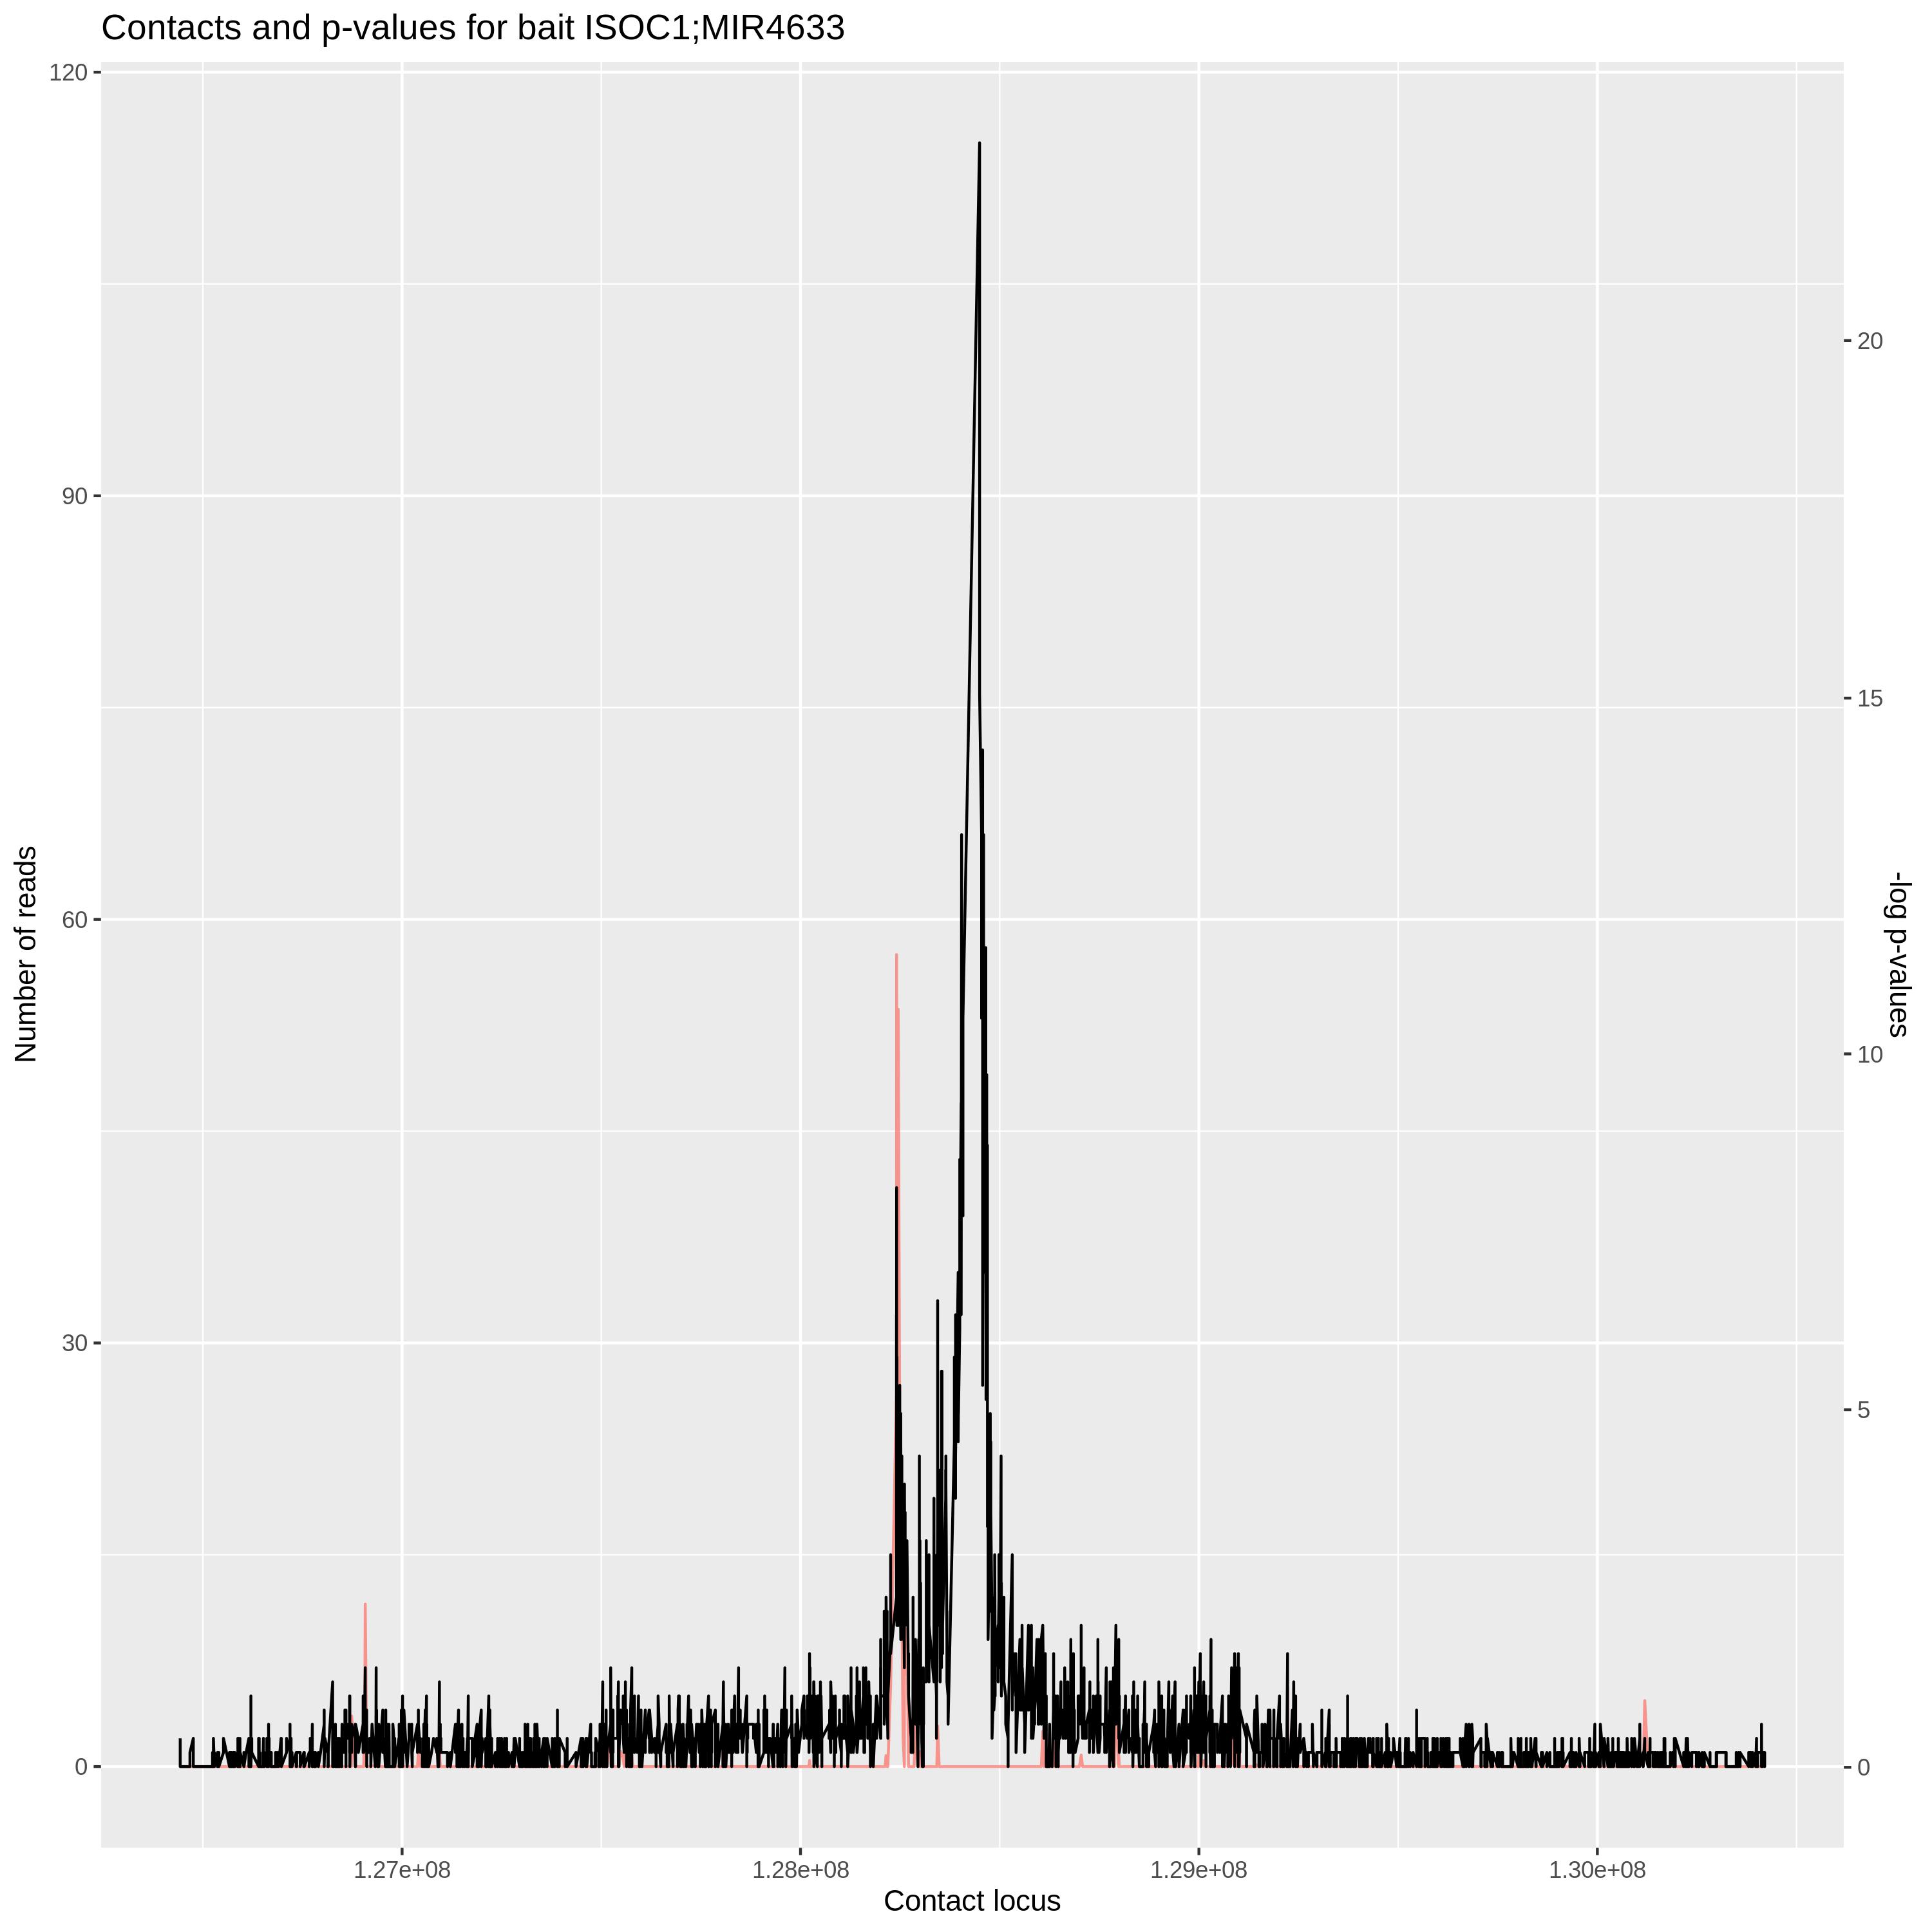 Contacts and p-values for bait ISOC1;MIR4633
120
90
60
30
0
Number of reads
20
15
10
5
0
-log p-values
1.27e+08
1.28e+08
1.29e+08
1.30e+08
Contact locus